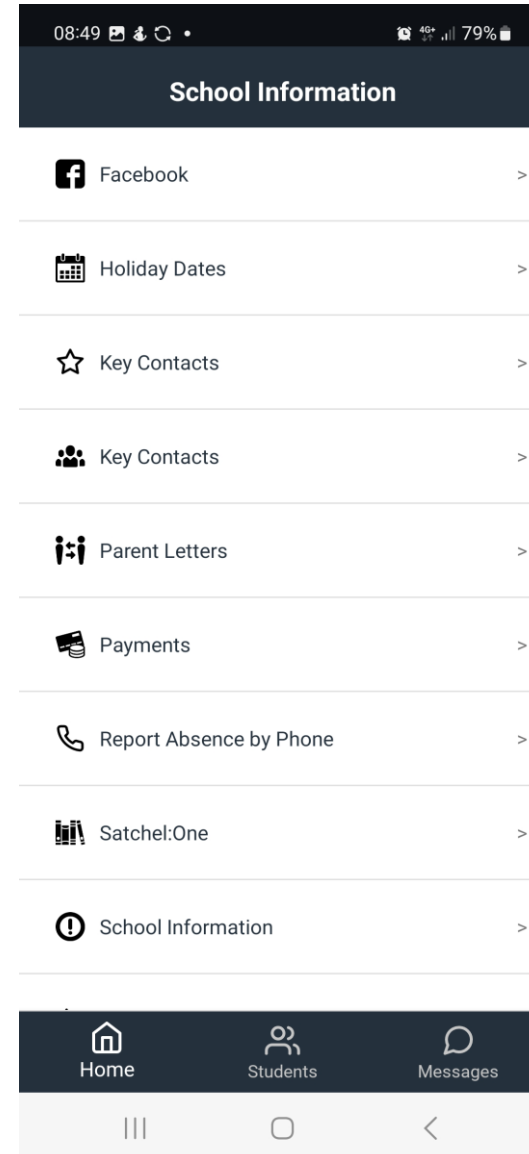 08:49 4G+ 79%
School Information
Facebook >
Holiday Dates >
Key Contacts >
Key Contacts >
Parent Letters >
Payments >
Report Absence by Phone >
Satchel:One >
School Information >
Home Students Messages